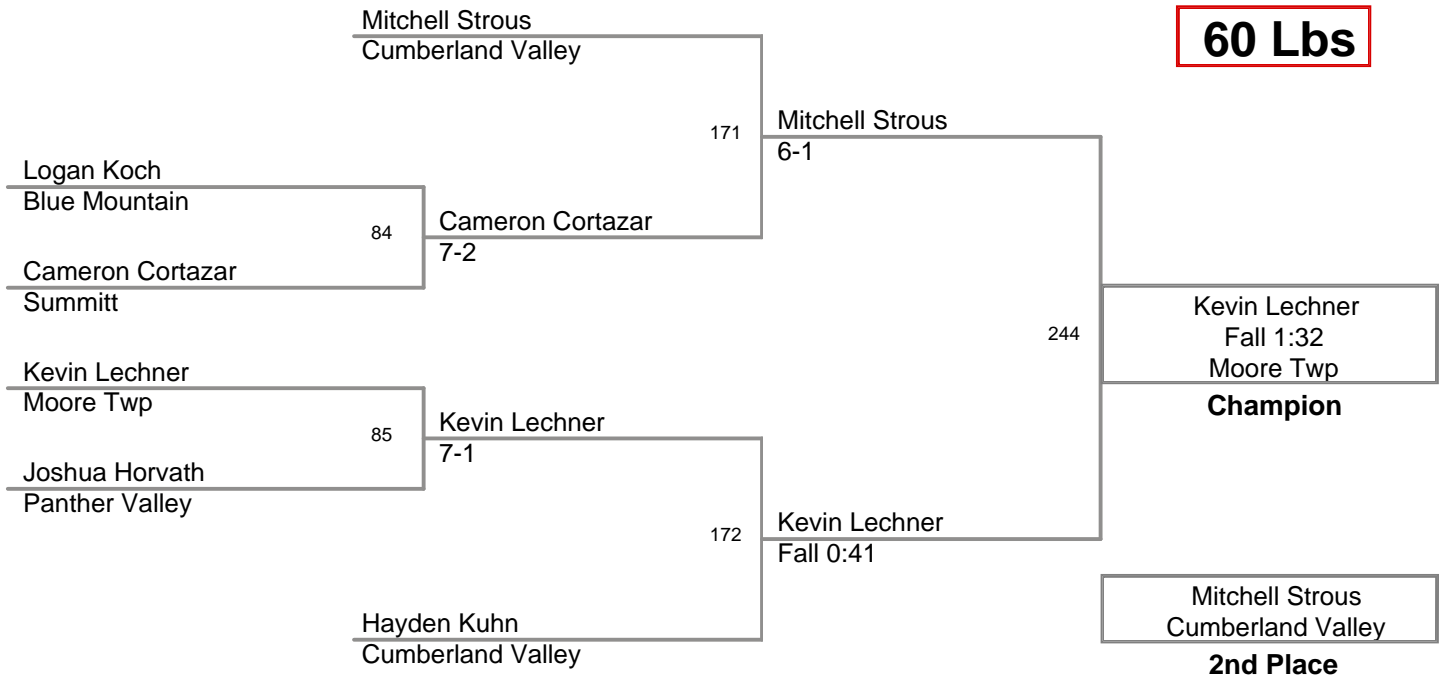 Mitchell Strous
Cumberland Valley
60 Lbs
171
Mitchell Strous
6-1
Logan Koch
Blue Mountain
84
Cameron Cortazar
7-2
Cameron Cortazar
Summitt
244
Kevin Lechner
Fall 1:32
Moore Twp
Champion
Kevin Lechner
Moore Twp
85
Kevin Lechner
7-1
Joshua Horvath
Panther Valley
172
Kevin Lechner
Fall 0:41
Hayden Kuhn
Cumberland Valley
Mitchell Strous
Cumberland Valley
2nd Place